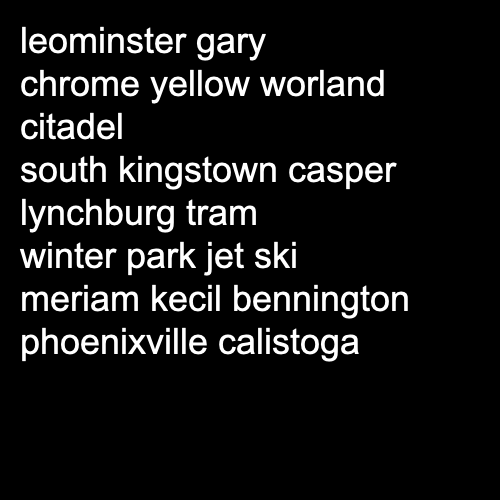 leominster gary
chrome yellow worland
citadel
south kingstown casper
lynchburg tram
winter park jet ski
meriam kecil bennington
phoenixville calistoga